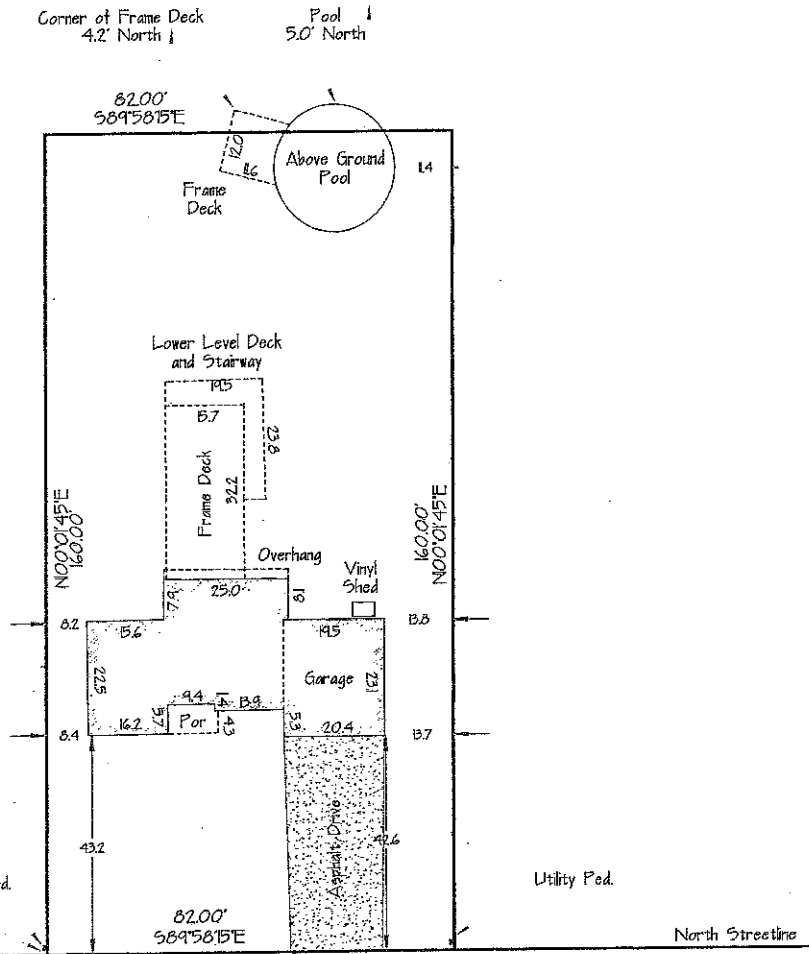 Corner of Frame Deck
4.2' North
Pool
5.0' North
82.00'
S89°58'15"E
12.0
11.6
Frame
Deck
Above Ground
Pool
11.4
Lower Level Deck
and Stairway
19.5
15.7
23.8
Frame Deck
32.2
N00°01'45"E
160.00'
160.00'
N00°01'45"E
Overhang
Vinyl
Shed
25.0
7.9
8.2
15.6
19.5
13.8
22.5
Garage
23.1
9.4
1.4
13.9
16.2
5.7
Por
4.3
5.3
20.4
8.4
13.7
43.2
Asphalt Drive
42.6
ed.
Utility Ped.
82.00'
S89°58'15"E
North Streetline